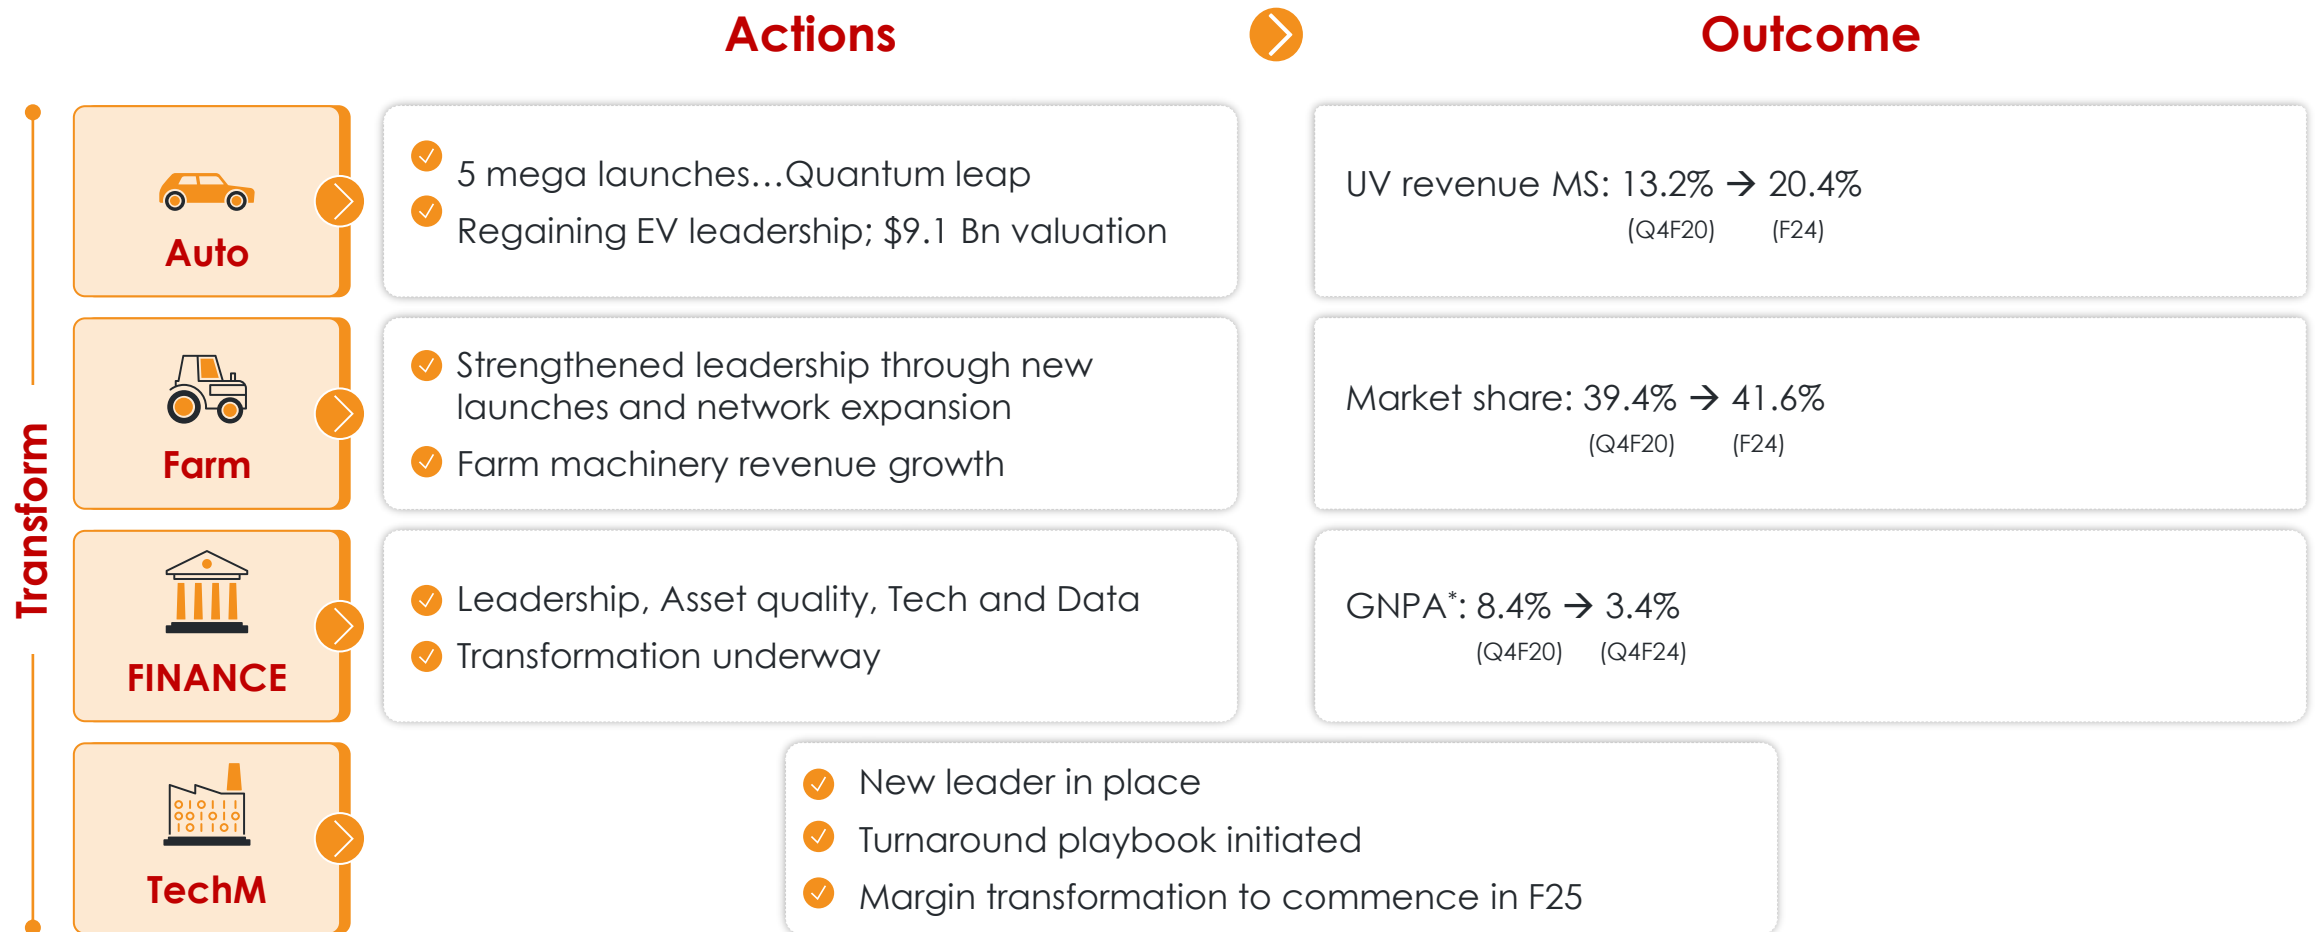 Actions
Outcome
Transform
Auto
5 mega launches...Quantum leap
Regaining EV leadership; $9.1 Bn valuation
UV revenue MS: 13.2% → 20.4%
(Q4F20) (F24)
Farm
Strengthened leadership through new
launches and network expansion
Farm machinery revenue growth
Market share: 39.4% → 41.6%
(Q4F20) (F24)
FINANCE
Leadership, Asset quality, Tech and Data
Transformation underway
GNPA*: 8.4% → 3.4%
(Q4F20) (Q4F24)
TechM
New leader in place
Turnaround playbook initiated
Margin transformation to commence in F25